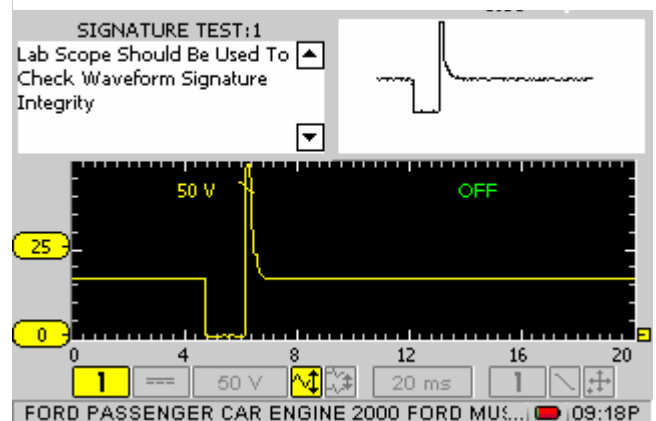 SIGNATURE TEST:1
Lab Scope Should Be Used To
Check Waveform Signature
Integrity
50 V OFF
25
0
0 4 8 12 16 20
1 50 V 20 ms 1
FORD PASSENGER CAR ENGINE 2000 FORD MUS... 09:18P